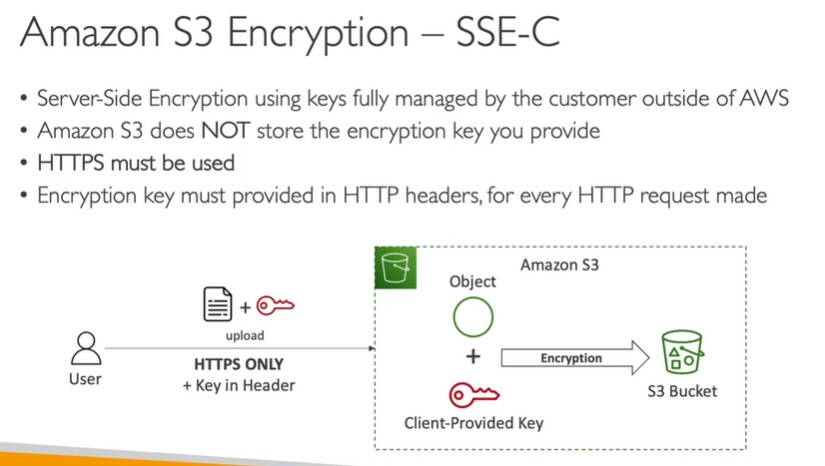 Amazon S3 Encryption – SSE-C
• Server-Side Encryption using keys fully managed by the customer outside of AWS
• Amazon S3 does NOT store the encryption key you provide
• HTTPS must be used
• Encryption key must provided in HTTP headers, for every HTTP request made
Amazon S3
Object
+
upload
User
HTTPS ONLY
+ Key in Header
+
Encryption
S3 Bucket
Client-Provided Key